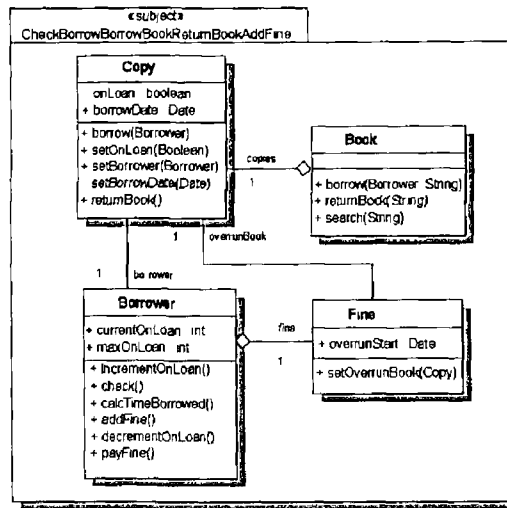 «subject»
CheckBorrowBorrowBookReturnBookAddFine
Copy
onLoan boolean
+ borrowDate Date
+ borrow(Borrower)
+ setOnLoan(Boolean)
+ setBorrower(Borrower)
setBorrowDate(Date)
+ returnBook()
copies
1
Book
+ borrow(Borrower String)
+ returnBook(String)
+ search(String)
1
1
overrunBook
1
borrower
Borrower
+ currentOnLoan int
+ maxOnLoan int
+ incrementOnLoan()
+ check()
+ calcTimeBorrowed()
+ addFine()
+ decrementOnLoan()
+ payFine()
fine
1
Fine
+ overrunStart Date
+ setOverrunBook(Copy)